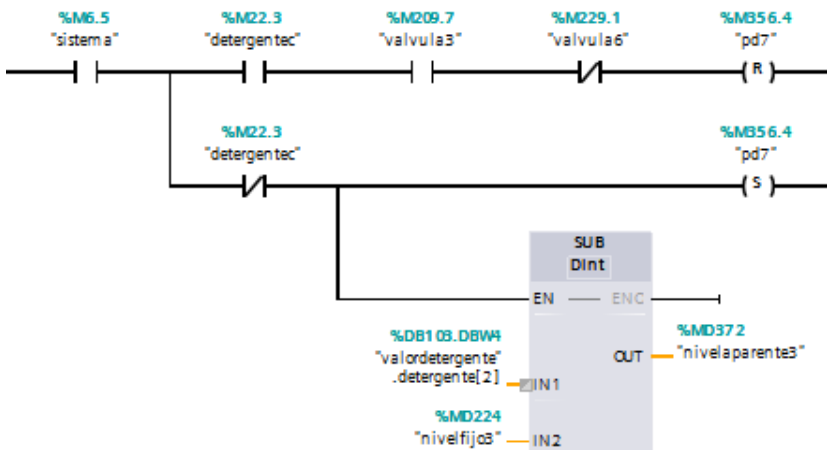 %M6.5 %M22.3 %M209.7 %M229.1 %M356.4
"sistema" "detergentec" "valvula3" "valvula6" "pd7"
R
%M22.3 %M356.4
"detergentec" "pd7"
S
SUB
DInt
EN ENO
%DB103.DBW4 %MD372
"valordetergente" OUT "nivelaparente3"
.detergente[2] IN1
%MD224
"nivelfijo3" IN2